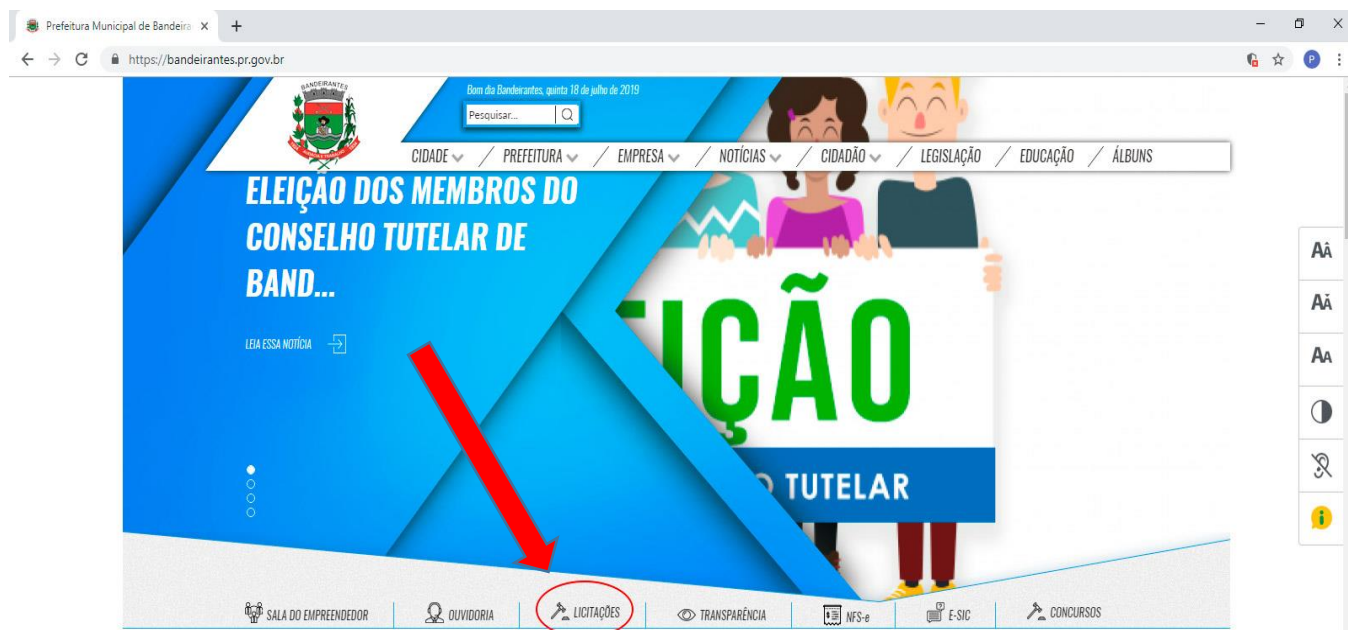 Prefeitura Municipal de Bandeira
https://bandeirantes.pr.gov.br
P
BANDEIRANTES
Bom dia Bandeirantes, quinta 18 de julho de 2019
Pesquisar...
CIDADE / PREFEITURA / EMPRESA / NOTÍCIAS / CIDADÃO / LEGISLAÇÃO / EDUCAÇÃO / ÁLBUNS
ELEIÇÃO DOS MEMBROS DO
CONSELHO TUTELAR DE
BAND...
LEIA ESSA NOTÍCIA
IÇÃO
O TUTELAR
AÂ
AĂ
AA
i
SALA DO EMPREENDEDOR
OUVIDORIA
LICITAÇÕES
TRANSPARÊNCIA
NFS-e
E-SIC
CONCURSOS